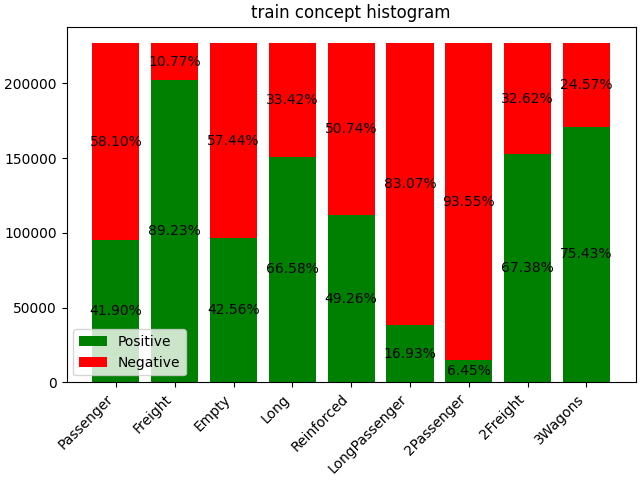 train concept histogram
200000
150000
100000
50000
0
58.10%
10.77%
57.44%
33.42%
50.74%
83.07%
93.55%
32.62%
24.57%
41.90%
89.23%
42.56%
66.58%
49.26%
16.93%
6.45%
67.38%
75.43%
Positive
Negative
Passenger
Freight
Empty
Long
Reinforced
LongPassenger
2Passenger
2Freight
3Wagons